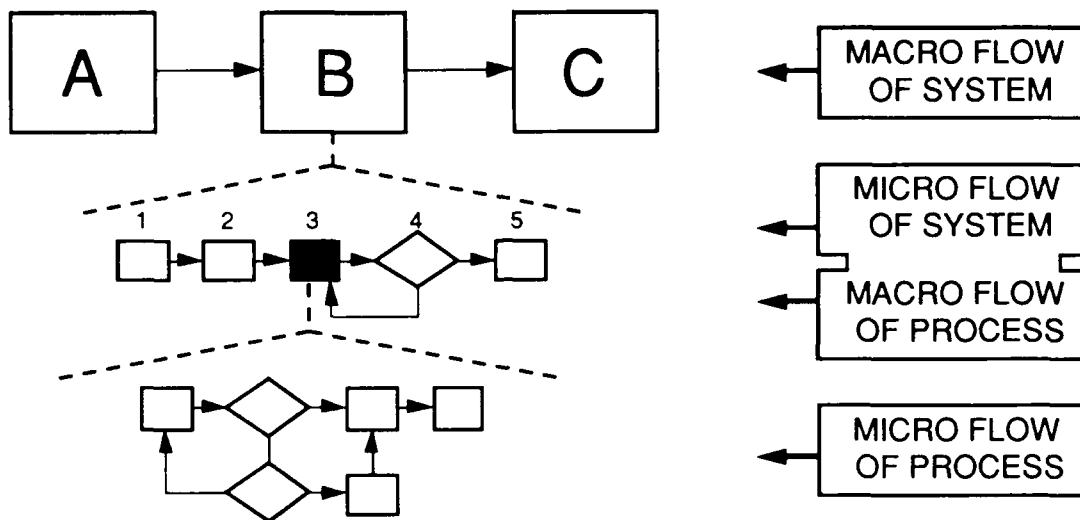 A B C
MACRO FLOW
OF SYSTEM
1 2 3 4 5
MICRO FLOW
OF SYSTEM
MACRO FLOW
OF PROCESS
MICRO FLOW
OF PROCESS